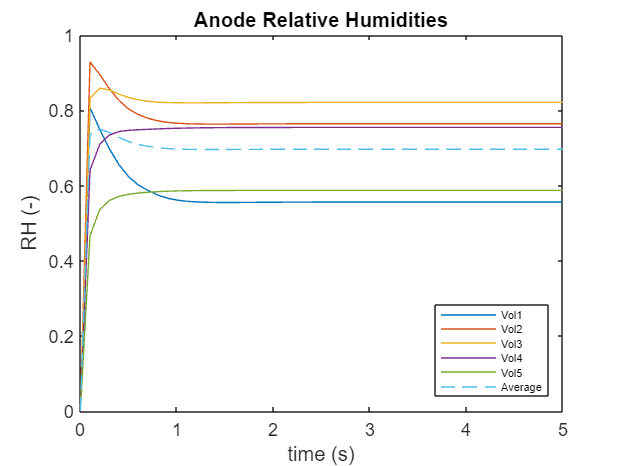 Anode Relative Humidities
1
0.8
0.6
0.4
0.2
0
RH (-)
0 1 2 3 4 5
time (s)
Vol1
Vol2
Vol3
Vol4
Vol5
Average